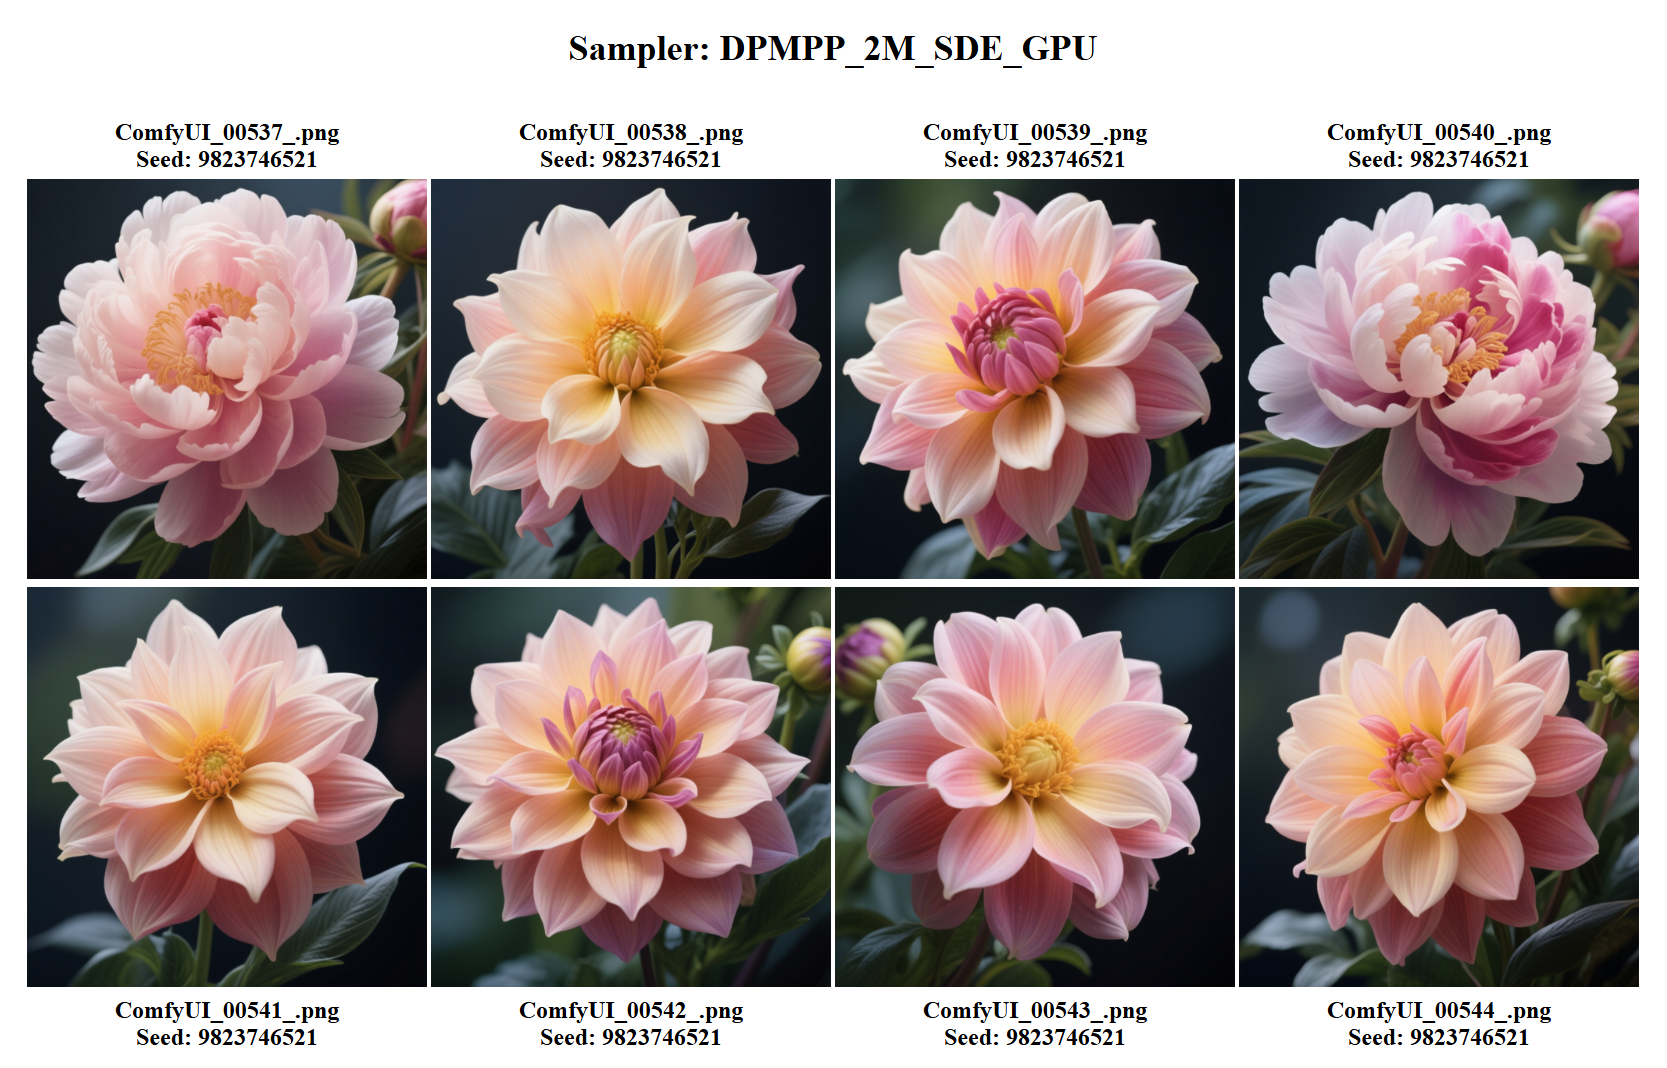 Sampler: DPMPP_2M_SDE_GPU
ComfyUI_00537_.png
Seed: 9823746521
ComfyUI_00538_.png
Seed: 9823746521
ComfyUI_00539_.png
Seed: 9823746521
ComfyUI_00540_.png
Seed: 9823746521
ComfyUI_00541_.png
Seed: 9823746521
ComfyUI_00542_.png
Seed: 9823746521
ComfyUI_00543_.png
Seed: 9823746521
ComfyUI_00544_.png
Seed: 9823746521